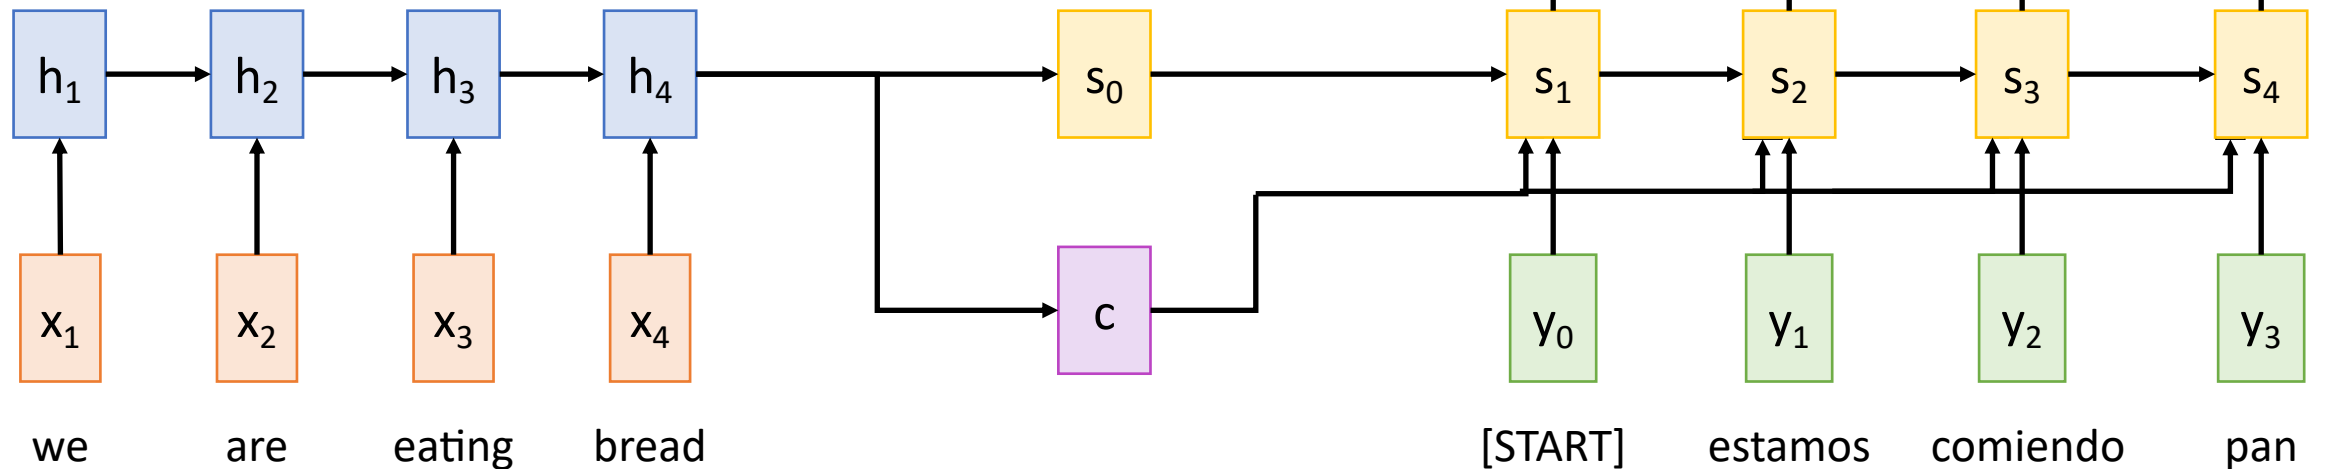 h₁ h₂ h₃ h₄ s₀ s₁ s₂ s₃ s₄
x₁ x₂ x₃ x₄ c y₀ y₁ y₂ y₃
we are eating bread [START] estamos comiendo pan